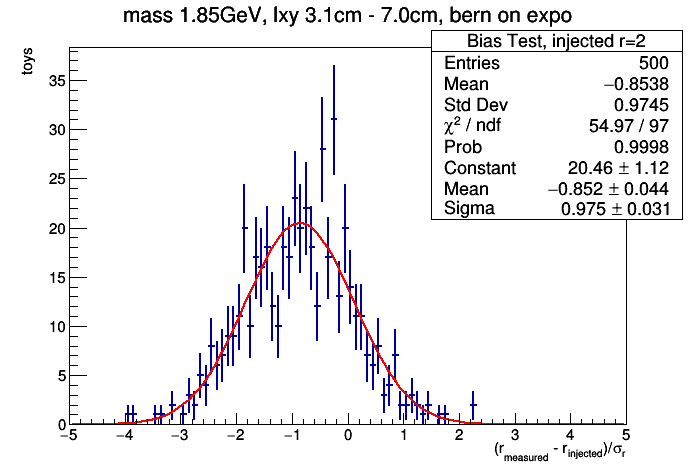 mass 1.85GeV, lxy 3.1cm - 7.0cm, bern on expo
Bias Test, injected r=2
Entries 500
Mean −0.8538
Std Dev 0.9745
χ² / ndf 54.97 / 97
Prob 0.9998
Constant 20.46 ± 1.12
Mean −0.852 ± 0.044
Sigma 0.975 ± 0.031
toys
35
30
25
20
15
10
5
0
−5 −4 −3 −2 −1 0 1 2 3 4 5
(r_measured - r_injected)/σ_r